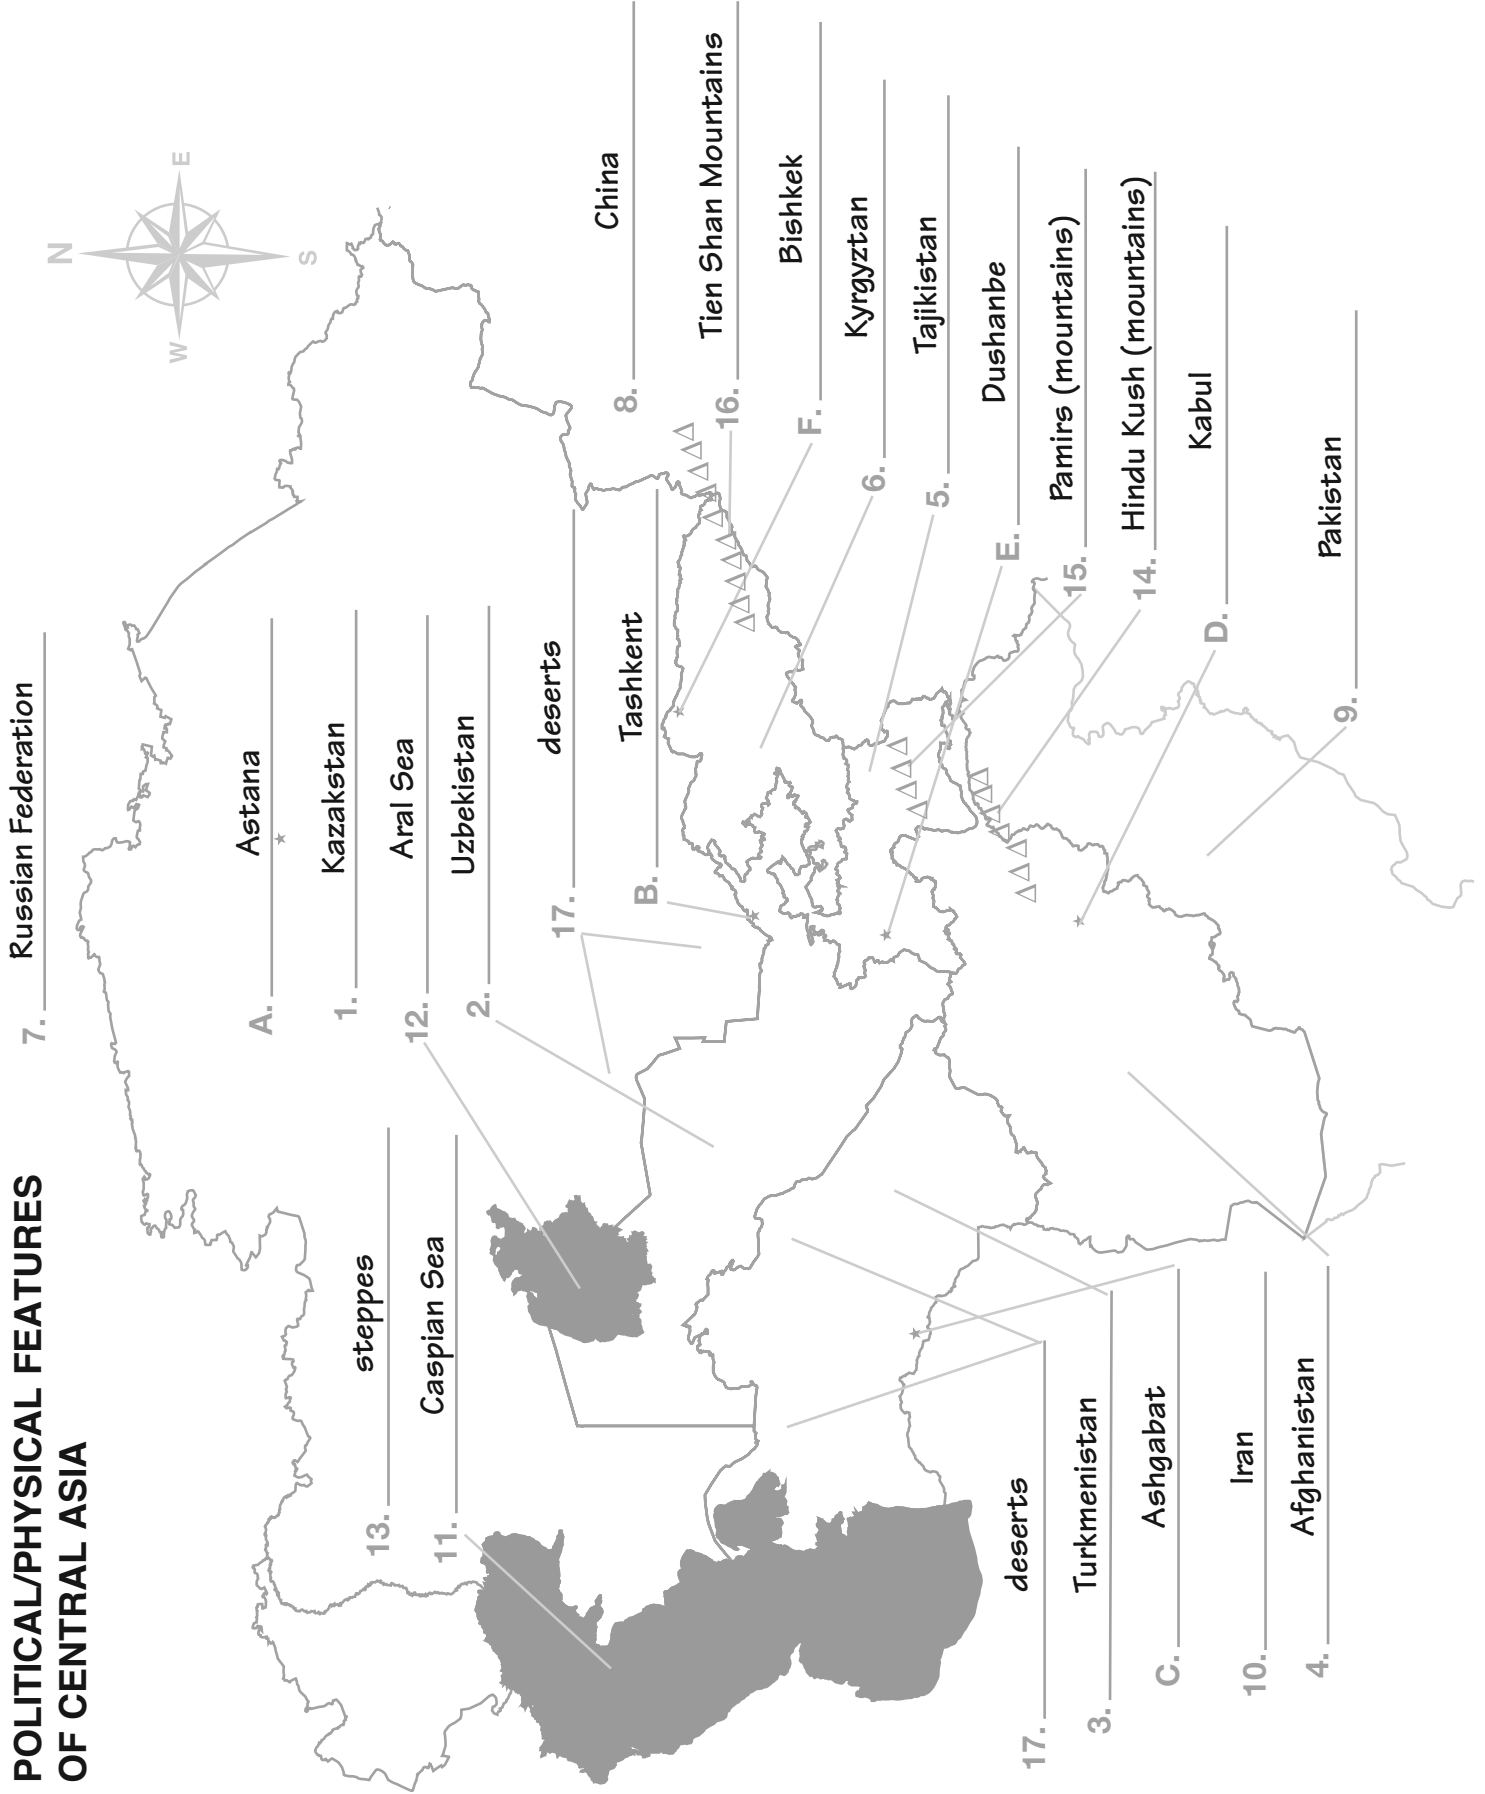 POLITICAL/PHYSICAL FEATURES
OF CENTRAL ASIA
7. Russian Federation
N
W
E
S
A. Astana
1. Kazakstan
12. Aral Sea
2. Uzbekistan
13. steppes
11. Caspian Sea
17. deserts
B. Tashkent
8. China
16. Tien Shan Mountains
F. Bishkek
6. Kyrgyztan
5. Tajikistan
E. Dushanbe
15. Pamirs (mountains)
14. Hindu Kush (mountains)
D. Kabul
9. Pakistan
17. deserts
3. Turkmenistan
C. Ashgabat
10. Iran
4. Afghanistan